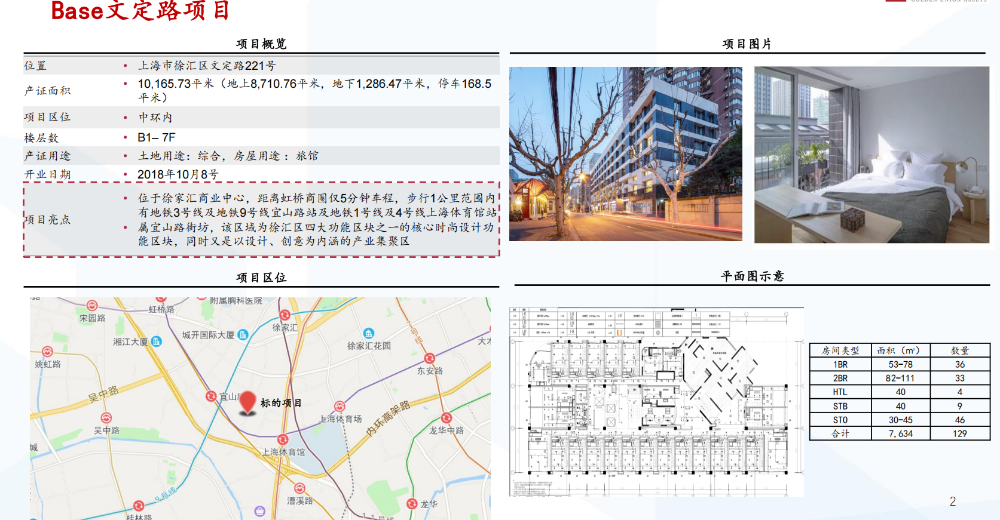 Base文定路项目
GOLDEN UNION ASSETS
项目概览
位置
• 上海市徐汇区文定路221号
产证面积
• 10,165.73平米（地上8,710.76平米，地下1,286.47平米，停车168.5
平米）
项目区位
• 中环内
楼层数
• B1– 7F
产证用途
• 土地用途：综合，房屋用途：旅馆
开业日期
• 2018年10月8号
项目亮点
• 位于徐家汇商业中心，距离虹桥商圈仅5分钟车程，步行1公里范围内
有地铁3号线及地铁9号线宜山路站及地铁1号线及4号线上海体育馆站
• 属宜山路街坊，该区域为徐汇区四大功能区块之一的核心时尚设计功
能区块，同时又是以设计、创意为内涵的产业集聚区
项目图片
项目区位
附属胸科医院
宋园路
虹桥路
徐家汇
城开国际大厦
湘江大厦
徐家汇花园
7号线
姚虹路
东安路
吴中路
宜山路
标的项目
上海体育场
内环高架路
吴中路
龙华中路
城
上海体育馆
9号线
漕溪路
龙华
桂林路
11号线
平面图示意
房间类型 面积（㎡） 数量
1BR 53-78 36
2BR 82-111 33
HTL 40 4
STB 40 9
STO 30-45 46
合计 7,634 129
2